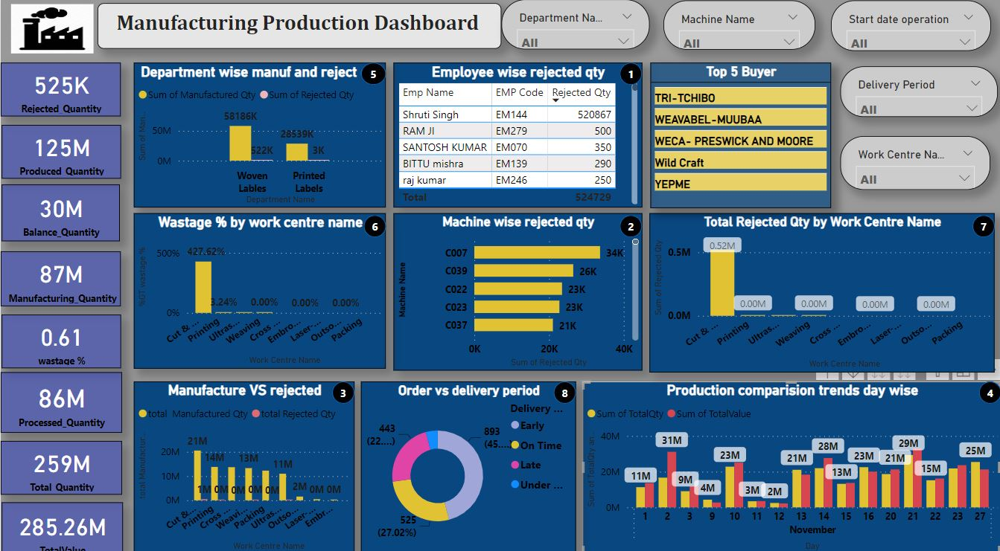 Manufacturing Production Dashboard
Department Na...
All
Machine Name
All
Start date operation
All
Delivery Period
All
Work Centre Na...
All
525K
Rejected_Quantity
125M
Produced_Quantity
30M
Balance_Quantity
87M
Manufacturing_Quantity
0.61
wastage %
86M
Processed_Quantity
259M
Total_Quantity
285.26M
TotalValue
Department wise manuf and reject
5
Sum of Manufactured Qty
Sum of Rejected Qty
Sum of Man...
58186K
50M
28539K
522K
3K
0M
Woven Lables
Printed Labels
Department Name
Employee wise rejected qty
1
Emp Name EMP Code Rejected Qty
Shruti Singh EM144 520867
RAM JI EM279 500
SANTOSH KUMAR EM070 350
BITTU mishra EM139 290
raj kumar EM246 250
Total 524729
Top 5 Buyer
TRI-TCHIBO
WEAVABEL-MUUBAA
WECA- PRESWICK AND MOORE
Wild Craft
YEPME
Wastage % by work centre name
6
%GT wastage %
500%
427.62%
3.24%
0.00%
0.00%
0.00%
0%
Cut & ...
Printing
Ultras...
Weaving
Cross ...
Embro...
Laser-...
Outso...
Packing
Work Centre Name
Machine wise rejected qty
2
Machine Name
C007 34K
C039 26K
C022 23K
C023 23K
C037 21K
0K 20K 40K
Sum of Rejected Qty
Total Rejected Qty by Work Centre Name
7
Sum of Rejected Qty
0.52M
0.5M
0.00M
0.00M
0.00M
0.00M
0.0M
Cut & ...
Printing
Ultras...
Weaving
Cross ...
Embro...
Laser-...
Outso...
Packing
Work Centre Name
Manufacture VS rejected
3
total Manufactured Qty
total Rejected Qty
total Manufactur...
21M
20M
14M
13M
11M
10M
1M 0M 0M 0M 0M 2M 0M 0M
0M
Cut &...
Printing
Cross ...
Weavi...
Packing
Ultras...
Outso...
Laser-...
Embr...
Work Centre Name
Order vs delivery period
8
Delivery ...
Early
On Time
Late
Under ...
443
(22....)
893
(45....)
525
(27.02%)
Production comparision trends day wise
4
Sum of TotalQty
Sum of TotalValue
Sum of TotalQty an...
40M
20M
0M
11M
31M
9M
4M
23M
3M
2M
21M
28M
13M
23M
21M
29M
15M
25M
1 2 3 9 10 11 12 13 14 15 16 20 21 22 23 27
November
Day